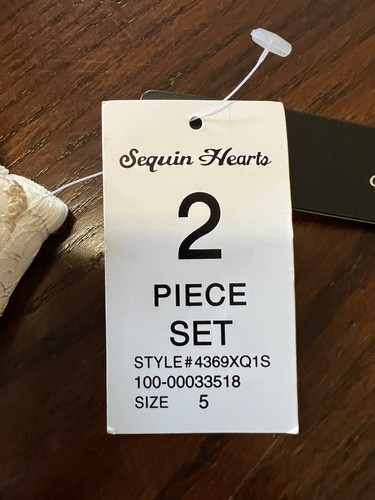 Sequin Hearts
2
PIECE
SET
STYLE#4369XQ1S
100-00033518
SIZE 5